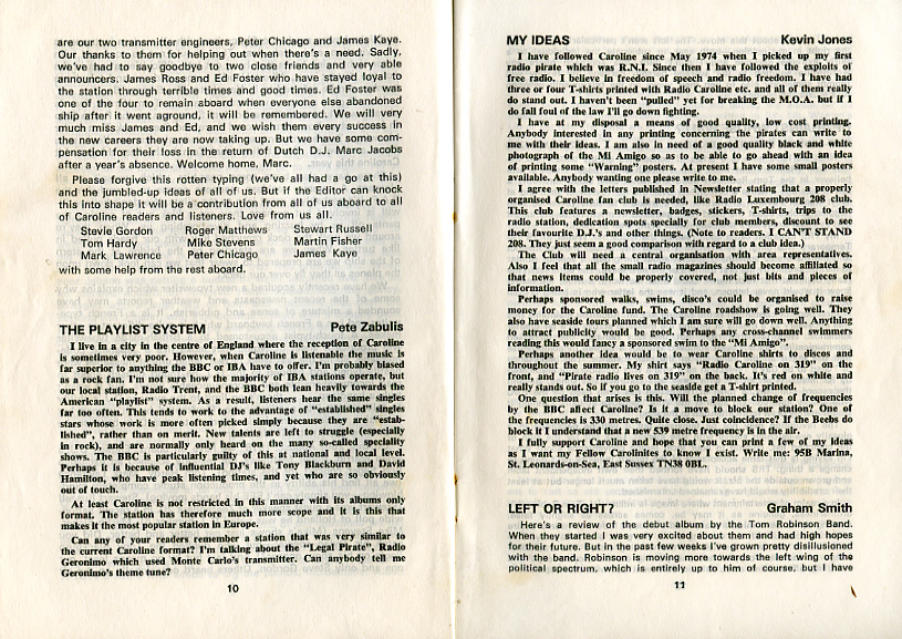 are our two transmitter engineers, Peter Chicago and James Kaye.
Our thanks to them for helping out when there's a need. Sadly,
we've had to say goodbye to two close friends and very able
announcers. James Ross and Ed Foster who have stayed loyal to
the station through terrible times and good times. Ed Foster was
one of the four to remain aboard when everyone else abandoned
ship after it went aground, it will be remembered. We will very
much miss James and Ed, and we wish them every success in
the new careers they are now taking up. But we have some com-
pensation for their loss in the return of Dutch D.J. Marc Jacobs
after a year's absence. Welcome home, Marc.
Please forgive this rotten typing (we've all had a go at this)
and the jumbled-up ideas of all of us. But if the Editor can knock
this into shape it will be a contribution from all of us aboard to all
of Caroline readers and listeners. Love from us all.
Stevie Gordon Roger Matthews Stewart Russell
Tom Hardy Mike Stevens Martin Fisher
Mark Lawrence Peter Chicago James Kaye
with some help from the rest aboard.
THE PLAYLIST SYSTEM Pete Zabulis
I live in a city in the centre of England where the reception of Caroline
is sometimes very poor. However, when Caroline is listenable the music is
far superior to anything the BBC or IBA have to offer. I'm probably biased
as a rock fan. I'm not sure how the majority of IBA stations operate, but
our local station, Radio Trent, and the BBC both lean heavily towards the
American "playlist" system. As a result, listeners hear the same singles
far too often. This tends to work to the advantage of "established" singles
stars whose work is more often picked simply because they are "estab-
lished", rather than on merit. New talents are left to struggle (especially
in rock), and are normally only heard on the many so-called speciality
shows. The BBC is particularly guilty of this at national and local level.
Perhaps it is because of influential DJ's like Tony Blackburn and David
Hamilton, who have peak listening times, and yet who are so obviously
out of touch.
At least Caroline is not restricted in this manner with its albums only
format. The station has therefore much more scope and it is this that
makes it the most popular station in Europe.
Can any of your readers remember a station that was very similar to
the current Caroline format? I'm talking about the "Legal Pirate", Radio
Geronimo which used Monte Carlo's transmitter. Can anybody tell me
Geronimo's theme tune?
10
MY IDEAS Kevin Jones
I have followed Caroline since May 1974 when I picked up my first
radio pirate which was R.N.I. Since then I have followed the exploits of
free radio. I believe in freedom of speech and radio freedom. I have had
three or four T-shirts printed with Radio Caroline etc. and all of them really
do stand out. I haven't been "pulled" yet for breaking the M.O.A. but if I
do fall foul of the law I'll go down fighting.
I have at my disposal a means of good quality, low cost printing.
Anybody interested in any printing concerning the pirates can write to
me with their ideas. I am also in need of a good quality black and white
photograph of the Mi Amigo so as to be able to go ahead with an idea
of printing some "Warning" posters. At present I have some small posters
available. Anybody wanting one please write to me.
I agree with the letters published in Newsletter stating that a properly
organised Caroline fan club is needed, like Radio Luxembourg 208 club.
This club features a newsletter, badges, stickers, T-shirts, trips to the
radio station, dedication spots specially for club members, discount to see
their favourite D.J.'s and other things. (Note to readers. I CAN'T STAND
208. They just seem a good comparison with regard to a club idea.)
The Club will need a central organisation with area representatives.
Also I feel that all the small radio magazines should become affiliated so
that news items could be properly covered, not just bits and pieces of
information.
Perhaps sponsored walks, swims, disco's could be organised to raise
money for the Caroline fund. The Caroline roadshow is going well. They
also have seaside tours planned which I am sure will go down well. Anything
to attract publicity would be good. Perhaps any cross-channel swimmers
reading this would fancy a sponsored swim to the "Mi Amigo".
Perhaps another idea would be to wear Caroline shirts to discos and
throughout the summer. My shirt says "Radio Caroline on 319" on the
front, and "Pirate radio lives on 319" on the back. It's red on white and
really stands out. So if you go to the seaside get a T-shirt printed.
One question that arises is this. Will the planned change of frequencies
by the BBC affect Caroline? Is it a move to block our station? One of
the frequencies is 330 metres. Quite close. Just coincidence? If the Beebs do
block it I understand that a new 539 metre frequency is in the air.
I fully support Caroline and hope that you can print a few of my ideas
as I want my Fellow Carolinites to know I exist. Write me: 95B Marina,
St. Leonards-on-Sea, East Sussex TN38 0BL.
LEFT OR RIGHT? Graham Smith
Here's a review of the debut album by the Tom Robinson Band.
When they started I was very excited about them and had high hopes
for their future. But in the past few weeks I've grown pretty disillusioned
with the band. Robinson is moving more towards the left wing of the
political spectrum, which is entirely up to him of course, but I have
11